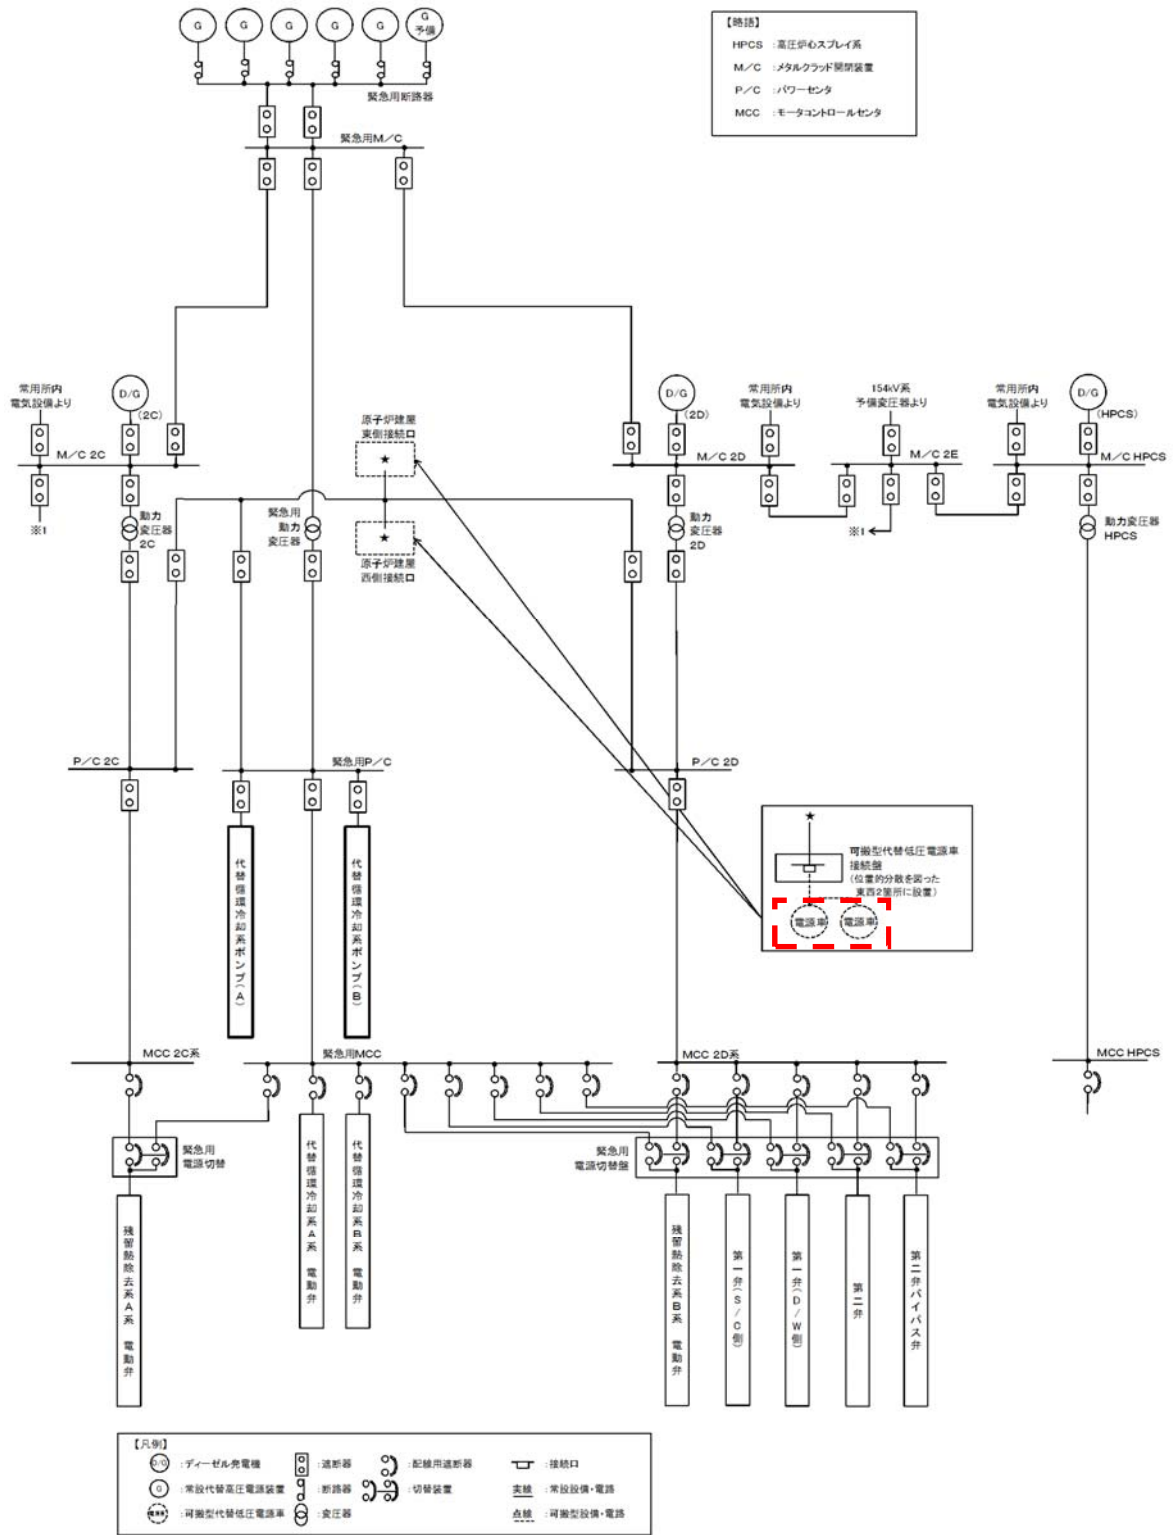 G
G
G
G
G
G
予備
緊急用断路器
緊急用M/C
【略語】
HPCS :高圧炉心スプレイ系
M/C :メタルクラッド開閉装置
P/C :パワーセンタ
MCC :モータコントロールセンタ
常用所内
電気設備より
D/G
(2C)
M/C 2C
※1
動力
変圧器
2C
原子炉建屋
東側接続口
★
緊急用
動力
変圧器
★
原子炉建屋
西側接続口
D/G
(2D)
常用所内
電気設備より
M/C 2D
動力
変圧器
2D
154kV系
予備変圧器より
M/C 2E
※1
常用所内
電気設備より
D/G
(HPCS)
M/C HPCS
動力変圧器
HPCS
P/C 2C
緊急用P/C
P/C 2D
代替循環冷却系ポンプ(A)
代替循環冷却系ポンプ(B)
★
可搬型代替低圧電源車
接続盤
(位置的分散を図った
東西2箇所に設置)
電源車
電源車
MCC 2C系
緊急用MCC
MCC 2D系
MCC HPCS
緊急用
電源切替
緊急用
電源切替盤
残留熱除去系A系 電動弁
代替循環冷却系A系 電動弁
代替循環冷却系B系 電動弁
残留熱除去系B系 電動弁
第一弁(S/C側)
第一弁(D/W側)
第二弁
第二弁バイパス弁
【凡例】
D/G :ディーゼル発電機
:遮断器
:配線用遮断器
:接続口
G :常設代替高圧電源装置
:断路器
:切替装置
実線 :常設設備・電路
電源車 :可搬型代替低圧電源車
:変圧器
点線 :可搬型設備・電路